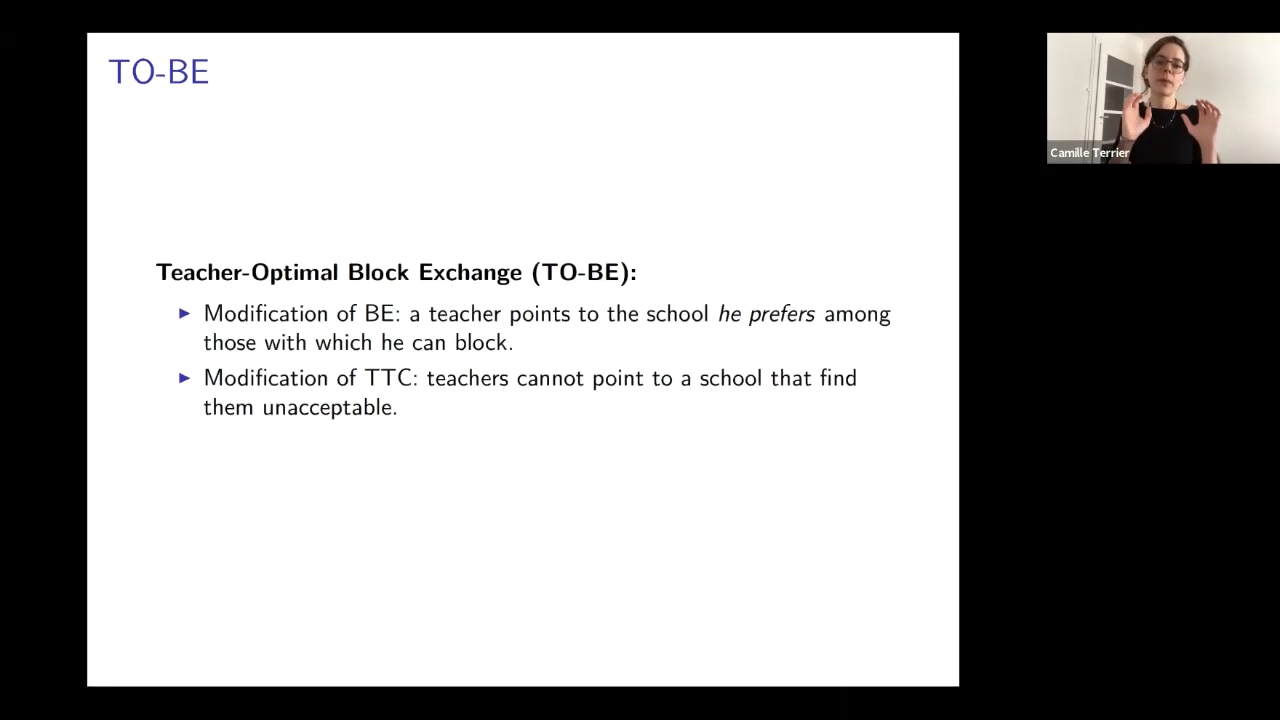 TO-BE
Camille Terrier
Teacher-Optimal Block Exchange (TO-BE):
▶ Modification of BE: a teacher points to the school he prefers among
those with which he can block.
▶ Modification of TTC: teachers cannot point to a school that find
them unacceptable.